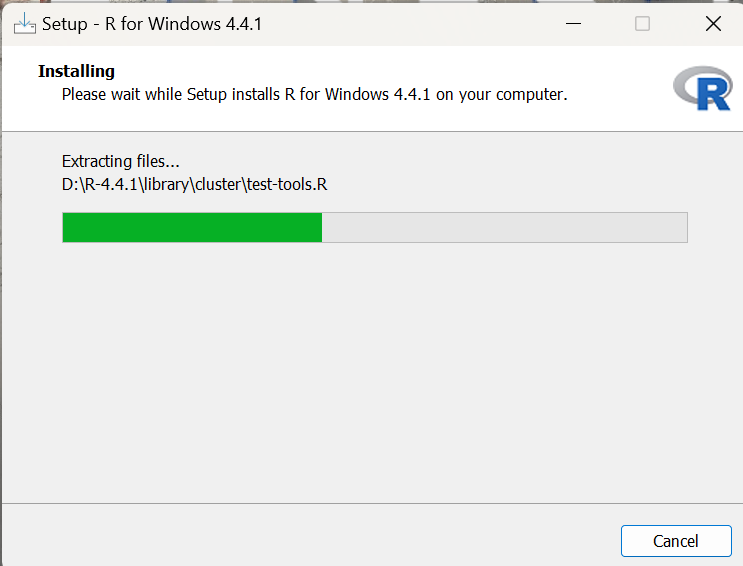 Setup - R for Windows 4.4.1
Installing
Please wait while Setup installs R for Windows 4.4.1 on your computer.
R
Extracting files...
D:\R-4.4.1\library\cluster\test-tools.R
Cancel